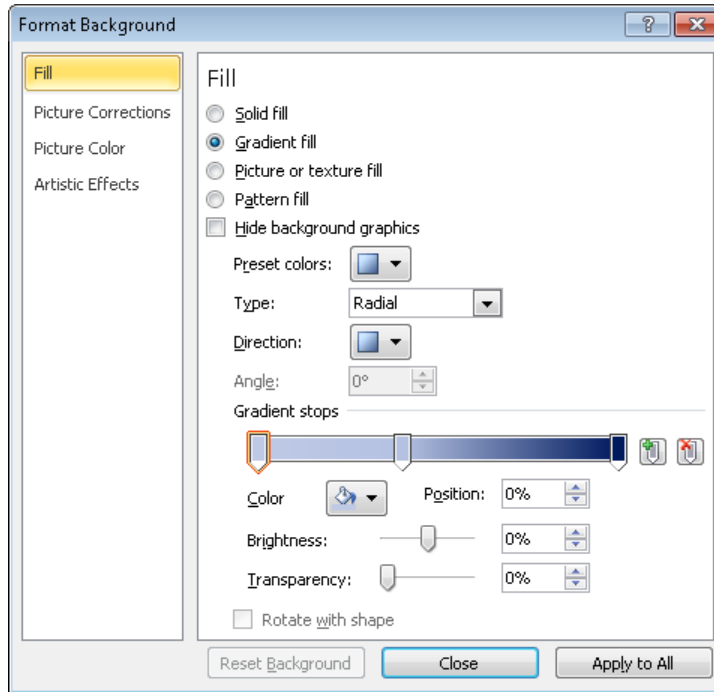 Format Background
Fill
Picture Corrections
Picture Color
Artistic Effects
Fill
Solid fill
Gradient fill
Picture or texture fill
Pattern fill
Hide background graphics
Preset colors:
Type: Radial
Direction:
Angle: 0°
Gradient stops
Color Position: 0%
Brightness: 0%
Transparency: 0%
Rotate with shape
Reset Background Close Apply to All